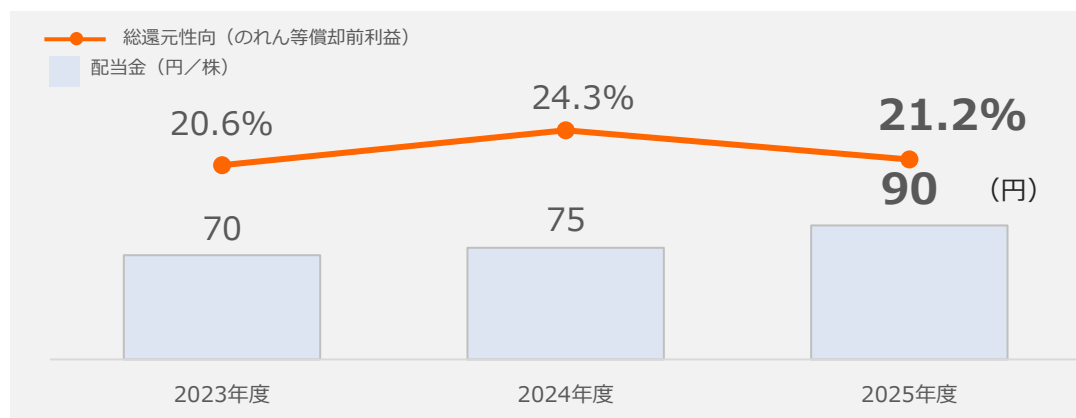 総還元性向（のれん等償却前利益）
配当金（円／株）
20.6%
24.3%
21.2%
70
75
90
（円）
2023年度
2024年度
2025年度